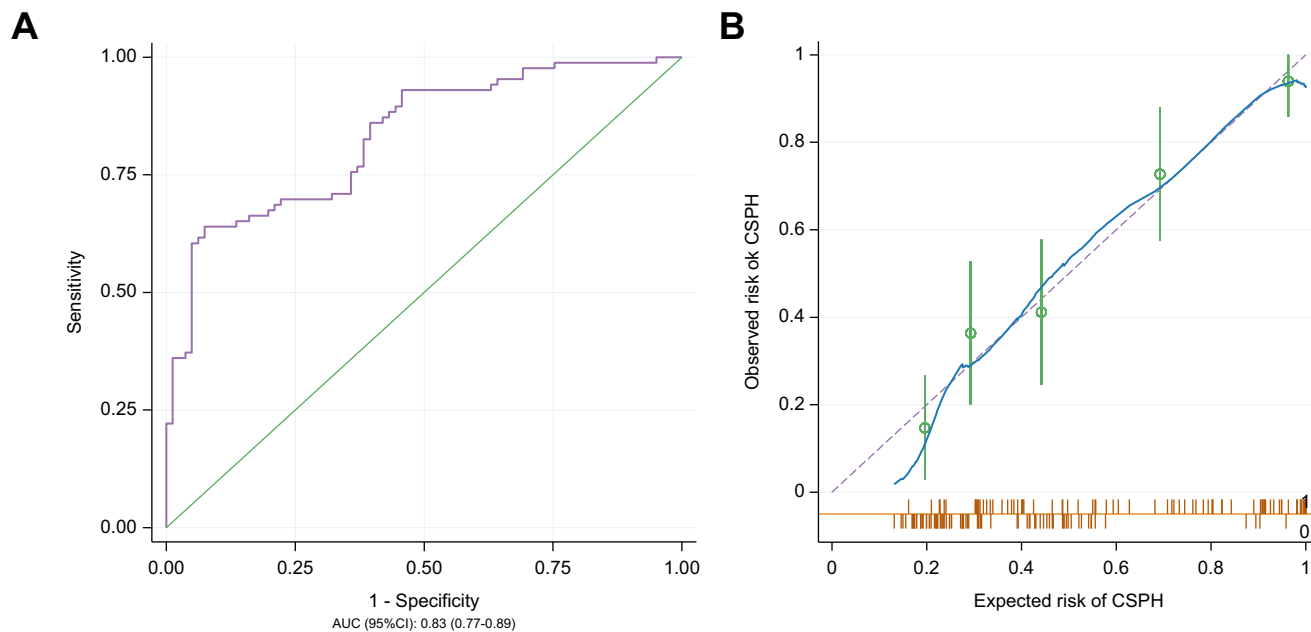 A
1.00
0.75
0.50
0.25
0.00
Sensitivity
0.00 0.25 0.50 0.75 1.00
1 - Specificity
AUC (95%CI): 0.83 (0.77-0.89)
B
1
0.8
0.6
0.4
0.2
0
Observed risk ok CSPH
1
0
0 0.2 0.4 0.6 0.8 1
Expected risk of CSPH